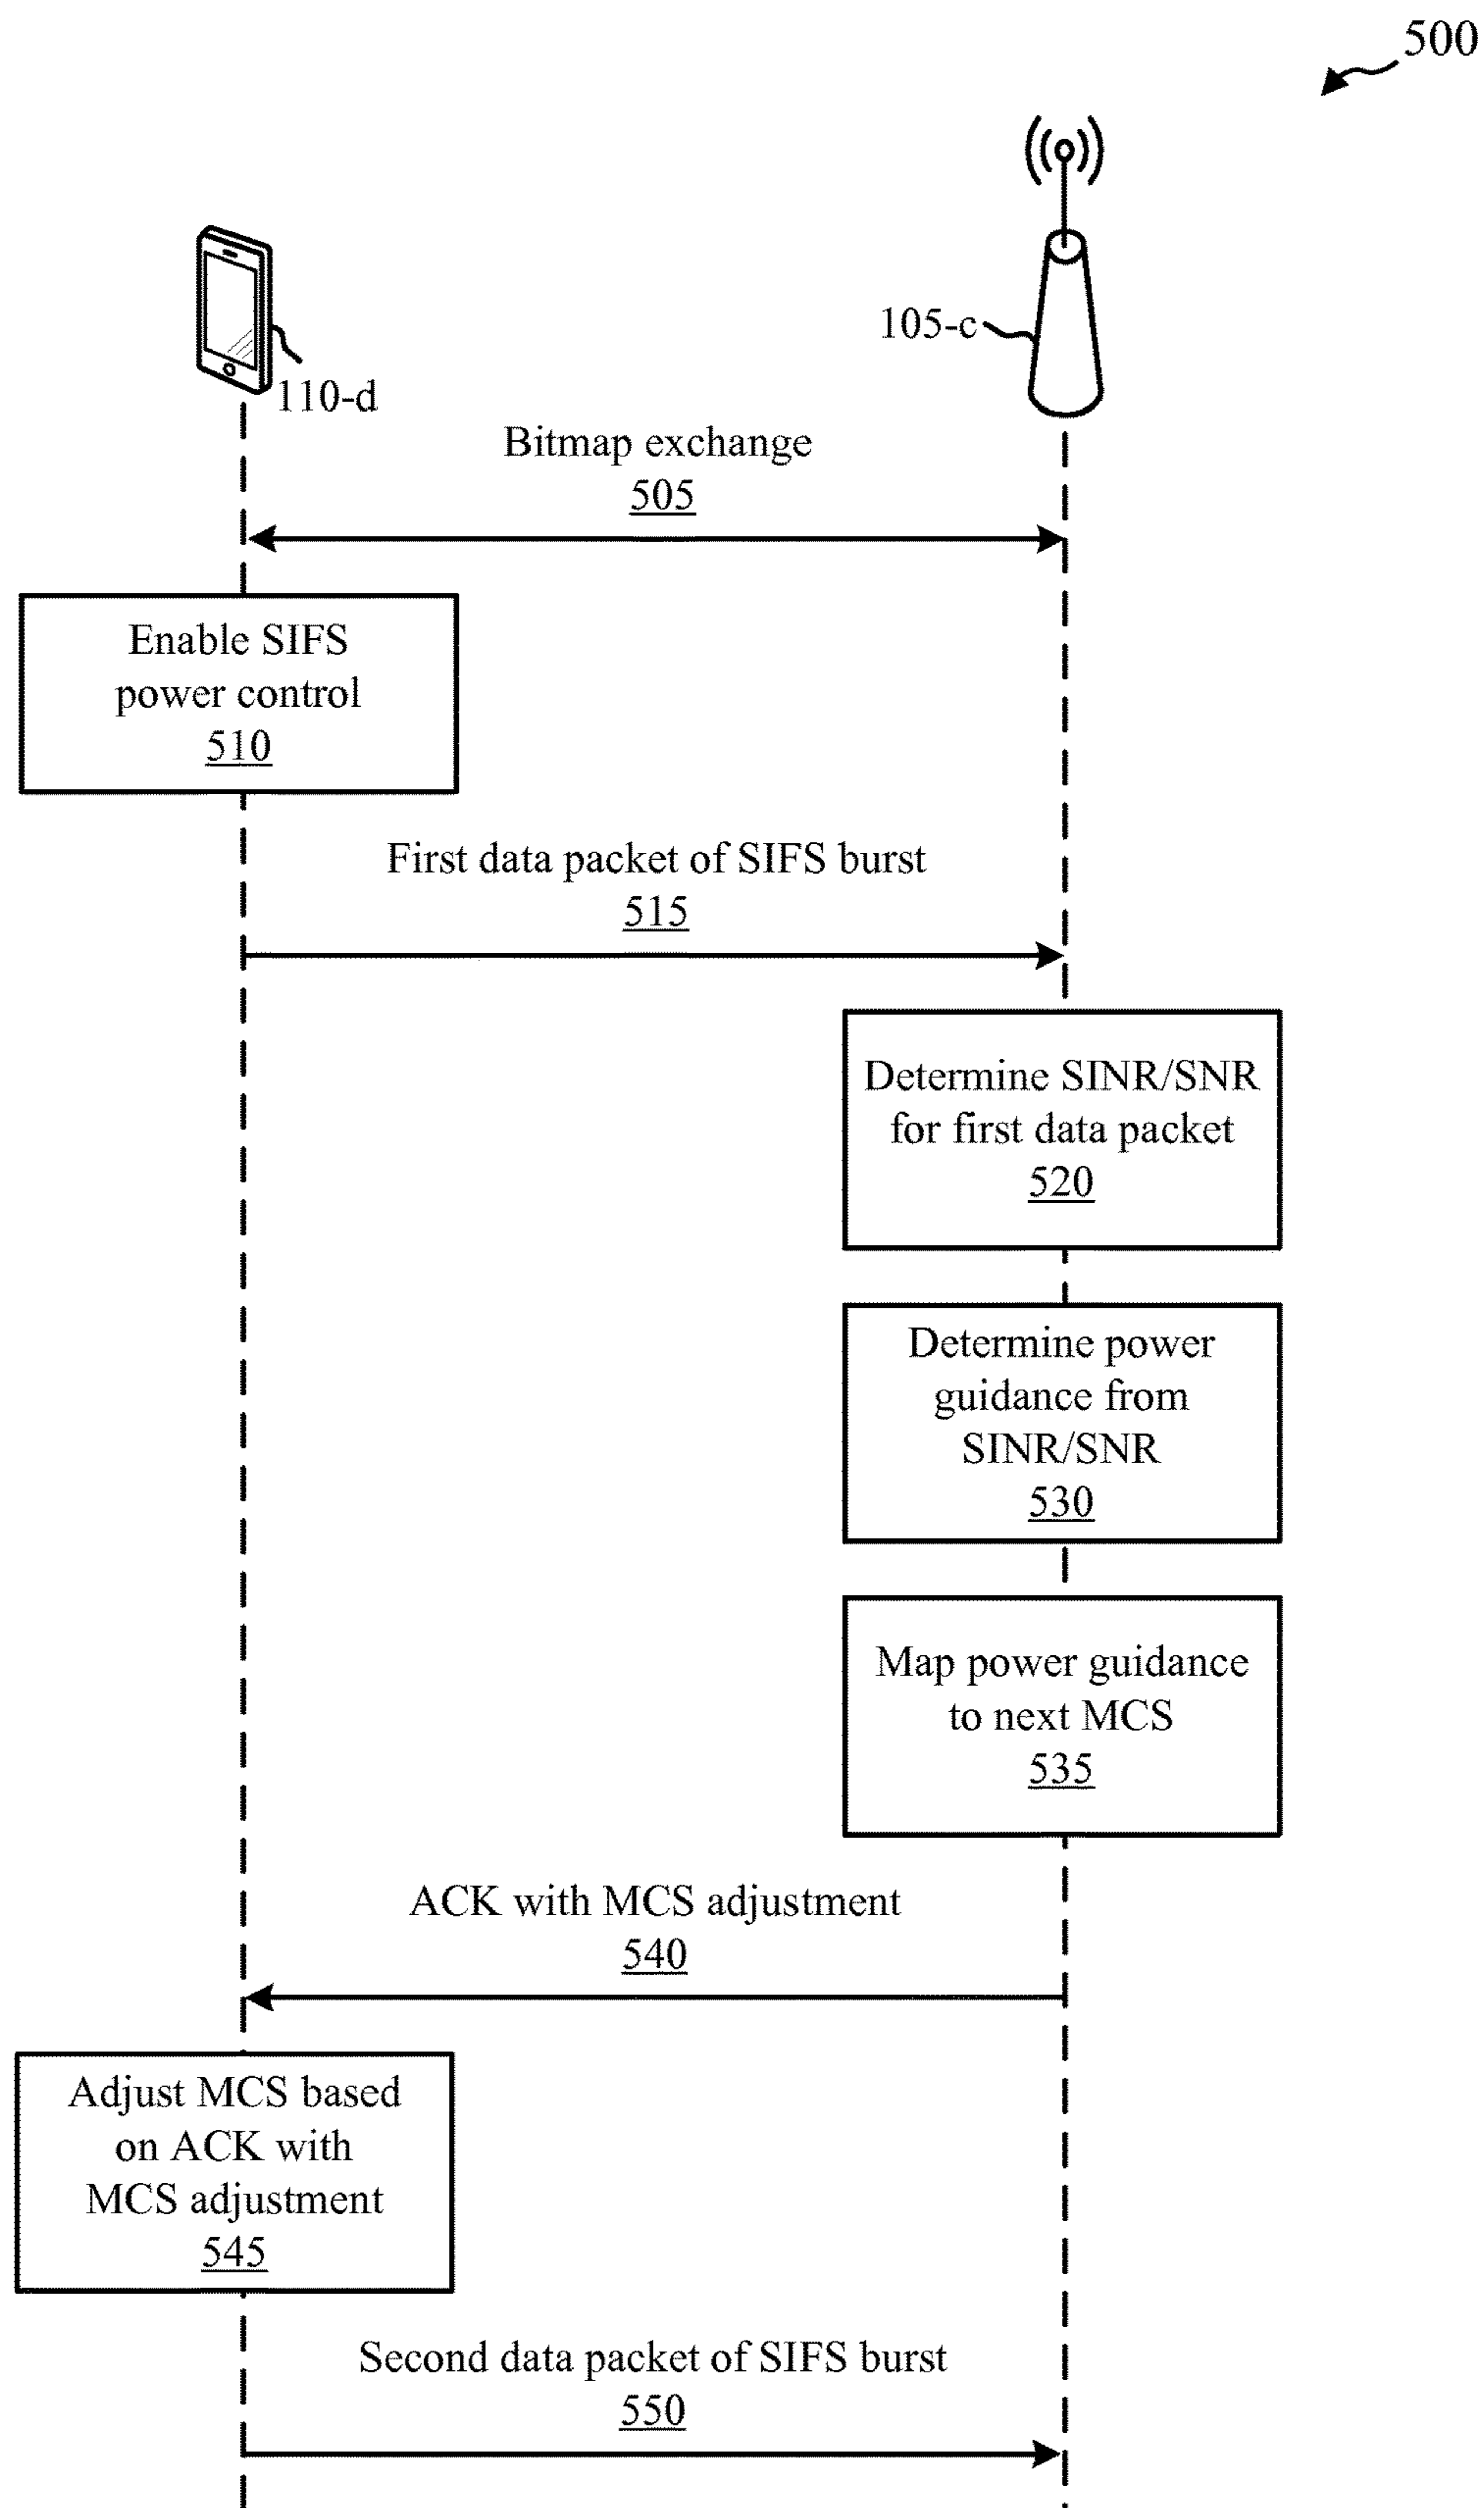 500
105-c
110-d
Bitmap exchange
505
Enable SIFS
power control
510
First data packet of SIFS burst
515
Determine SINR/SNR
for first data packet
520
Determine power
guidance from
SINR/SNR
530
Map power guidance
to next MCS
535
ACK with MCS adjustment
540
Adjust MCS based
on ACK with
MCS adjustment
545
Second data packet of SIFS burst
550